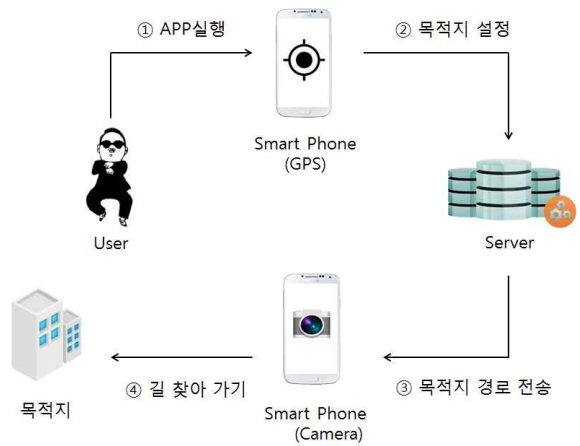 ① APP실행
② 목적지 설정
Smart Phone
(GPS)
User
Server
목적지
④ 길 찾아 가기
③ 목적지 경로 전송
Smart Phone
(Camera)